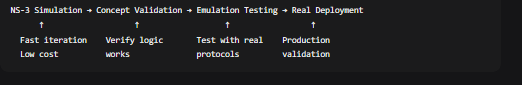 NS-3 Simulation → Concept Validation → Emulation Testing → Real Deployment
↑ ↑ ↑ ↑
Fast iteration Verify logic Test with real Production
Low cost works protocols validation